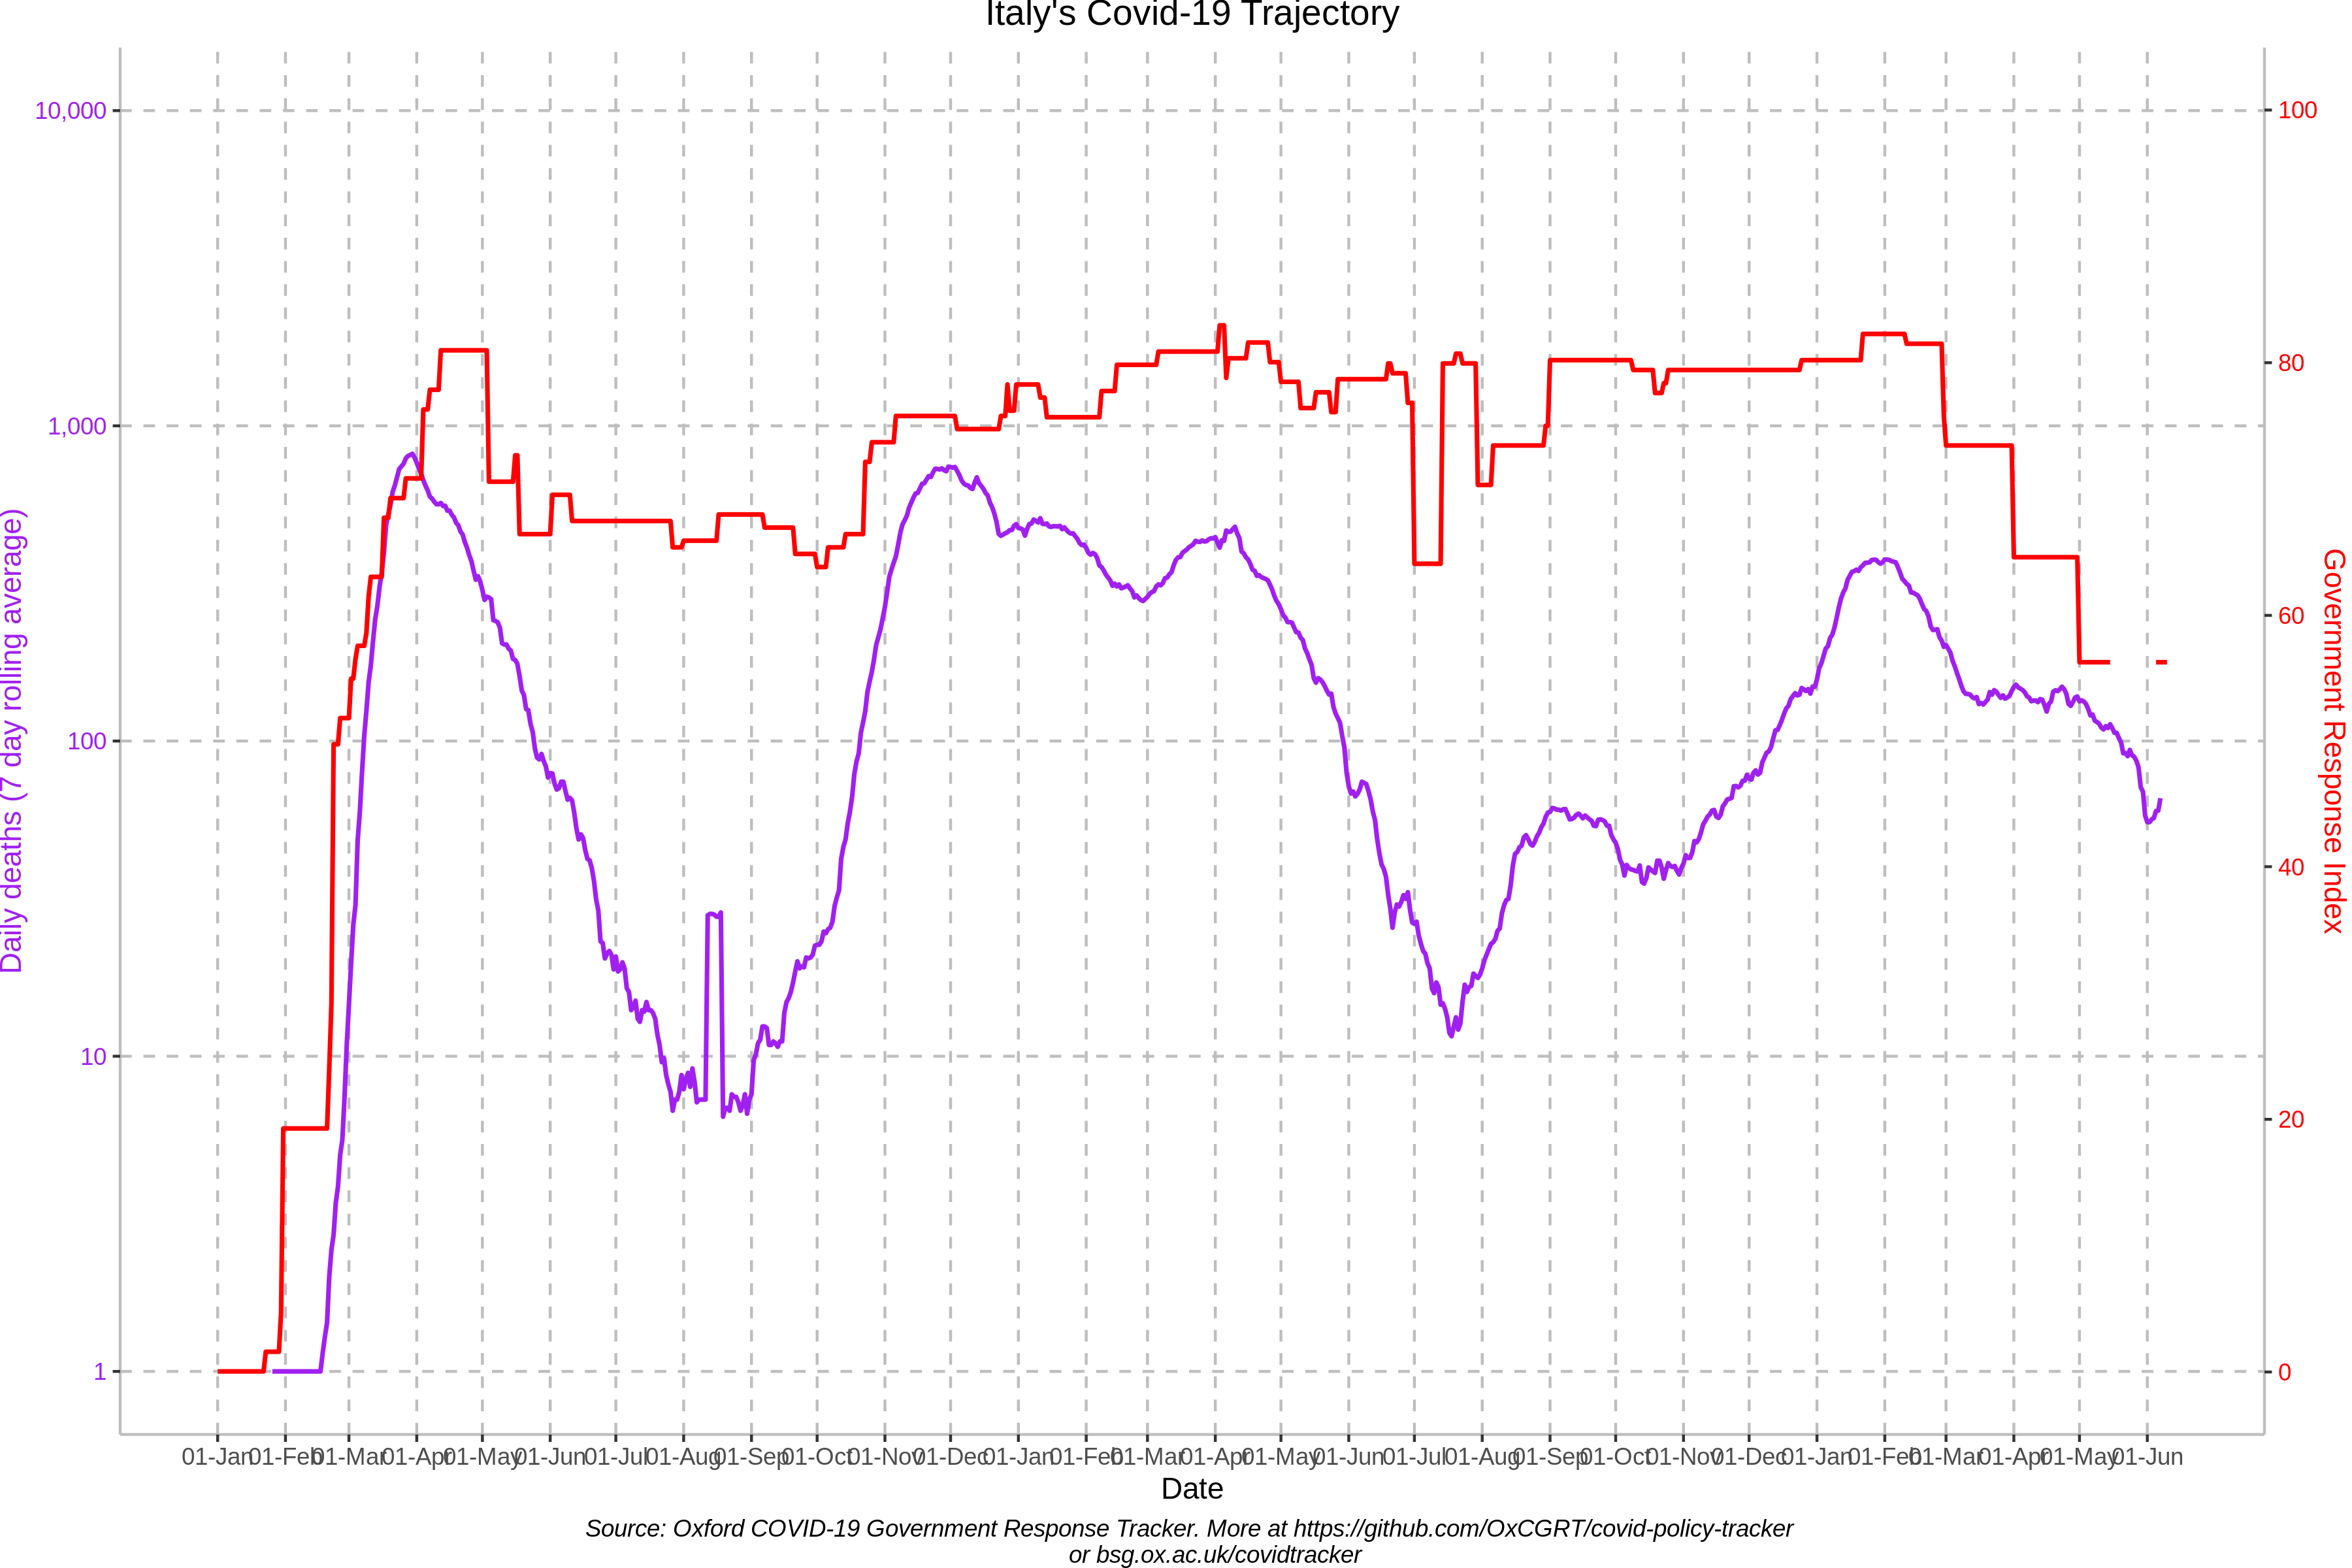 Italy's Covid-19 Trajectory
10,000
1,000
100
10
1
Daily deaths (7 day rolling average)
100
80
60
40
20
0
Government Response Index
01-Jan 01-Feb 01-Mar 01-Apr 01-May 01-Jun 01-Jul 01-Aug 01-Sep 01-Oct 01-Nov 01-Dec 01-Jan 01-Feb 01-Mar 01-Apr 01-May 01-Jun 01-Jul 01-Aug 01-Sep 01-Oct 01-Nov 01-Dec 01-Jan 01-Feb 01-Mar 01-Apr 01-May 01-Jun
Date
Source: Oxford COVID-19 Government Response Tracker. More at https://github.com/OxCGRT/covid-policy-tracker
or bsg.ox.ac.uk/covidtracker